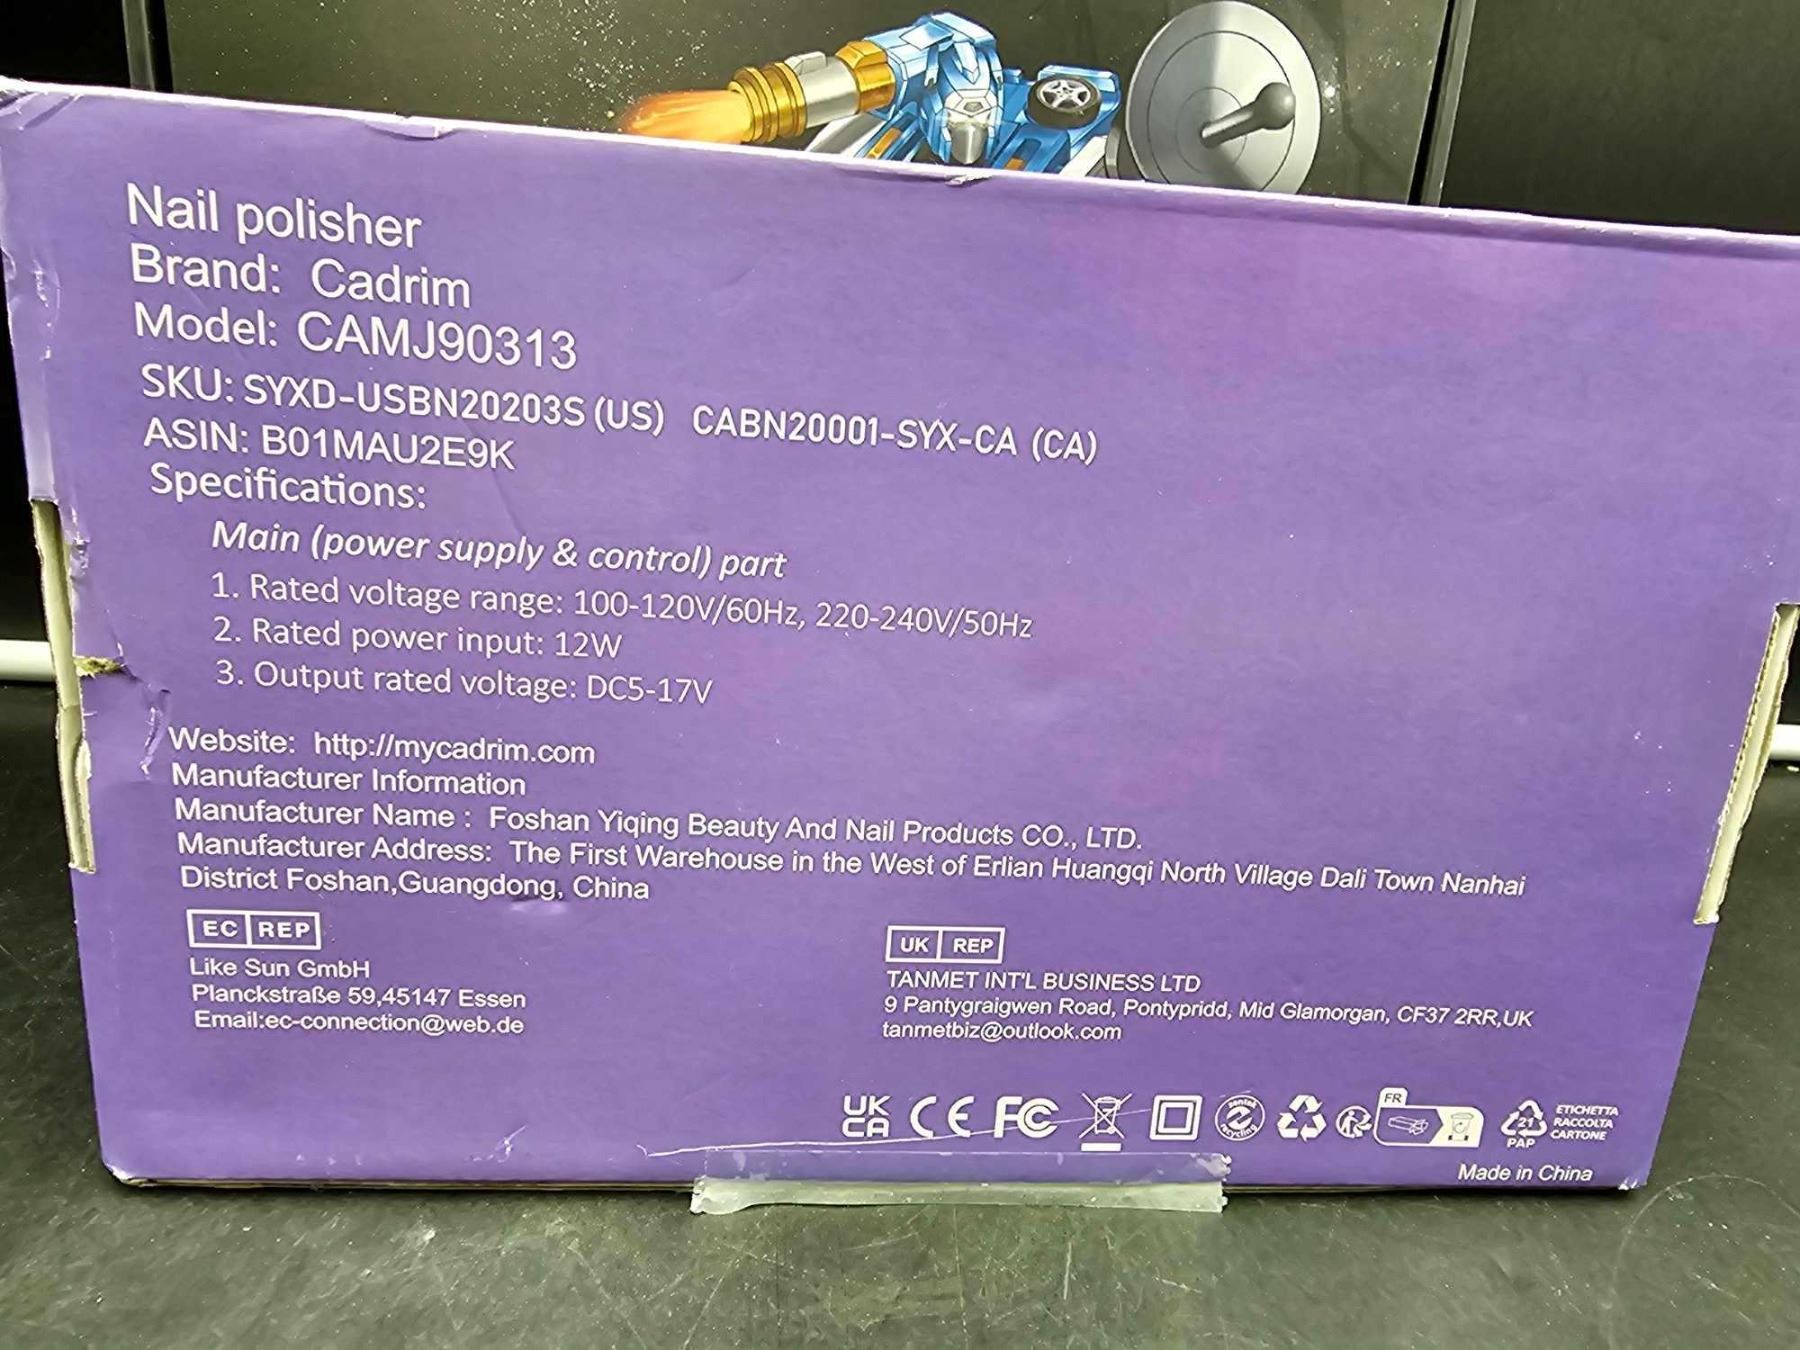 Nail polisher
Brand: Cadrim
Model: CAMJ90313
SKU: SYXD-USBN20203S (US) CABN20001-SYX-CA (CA)
ASIN: B01MAU2E9K
Specifications:
Main (power supply & control) part
1. Rated voltage range: 100-120V/60Hz, 220-240V/50Hz
2. Rated power input: 12W
3. Output rated voltage: DC5-17V
Website: http://mycadrim.com
Manufacturer Information
Manufacturer Name : Foshan Yiqing Beauty And Nail Products CO., LTD.
Manufacturer Address: The First Warehouse in the West of Erlian Huangqi North Village Dali Town Nanhai
District Foshan,Guangdong, China
EC REP
Like Sun GmbH
Planckstraße 59,45147 Essen
Email:ec-connection@web.de
UK REP
TANMET INT'L BUSINESS LTD
9 Pantygraigwen Road, Pontypridd, Mid Glamorgan, CF37 2RR,UK
tanmetbiz@outlook.com
UK
CA
CE
FC
zentek
recycling
FR
21
PAP
ETICHETTA
RACCOLTA
CARTONE
Made in China